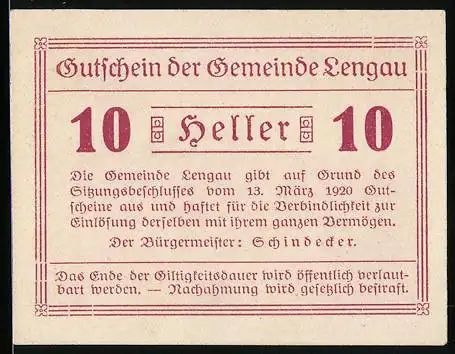 Gutschein der Gemeinde Lengau
10 Heller 10
Die Gemeinde Lengau gibt auf Grund des
Sitzungsbeschlusses vom 13. März 1920 Gut-
scheine aus und haftet für die Verbindlichkeit zur
Einlösung derselben mit ihrem ganzen Vermögen.
Der Bürgermeister: Schindecker.
Das Ende der Giltigkeitsdauer wird öffentlich verlaut-
bart werden. — Nachahmung wird gesetzlich bestraft.